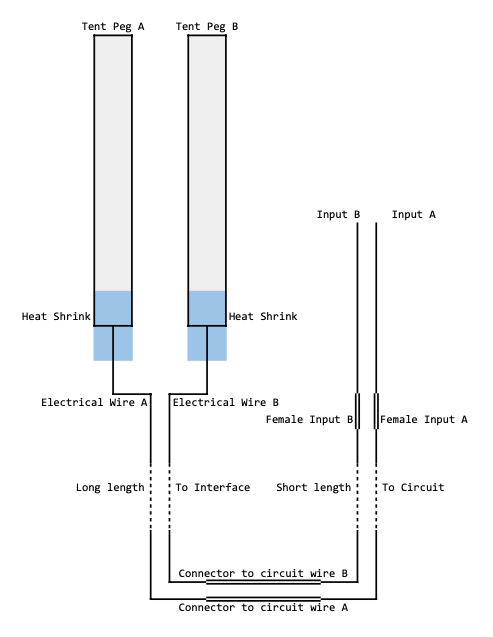 Tent Peg A
Tent Peg B
Input B
Input A
Heat Shrink
Heat Shrink
Electrical Wire A
Electrical Wire B
Female Input B
Female Input A
Long length
To Interface
Short length
To Circuit
Connector to circuit wire B
Connector to circuit wire A